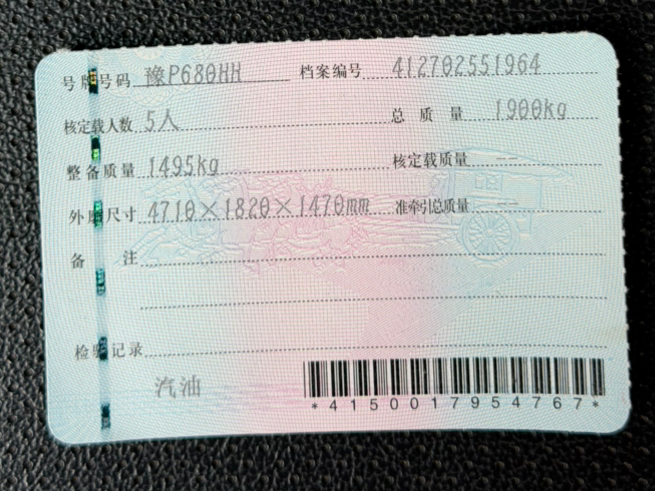 号牌号码 豫P680HH 档案编号 412702551964
核定载人数 5人 总质量 1900kg
整备质量 1495kg 核定载质量 --
外廓尺寸 4710×1820×1470mm 准牵引总质量 --
备注
检验记录
汽油
*4150017954767*